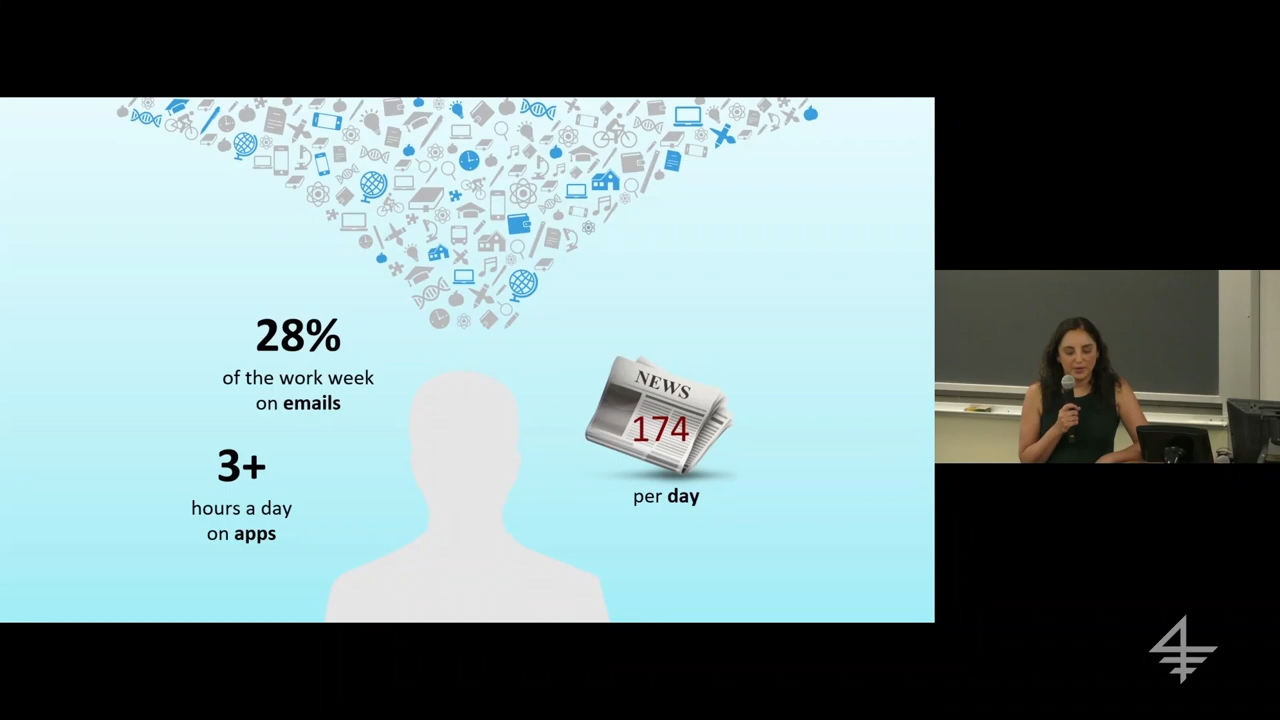 28%
of the work week
on emails
3+
hours a day
on apps
NEWS
174
per day